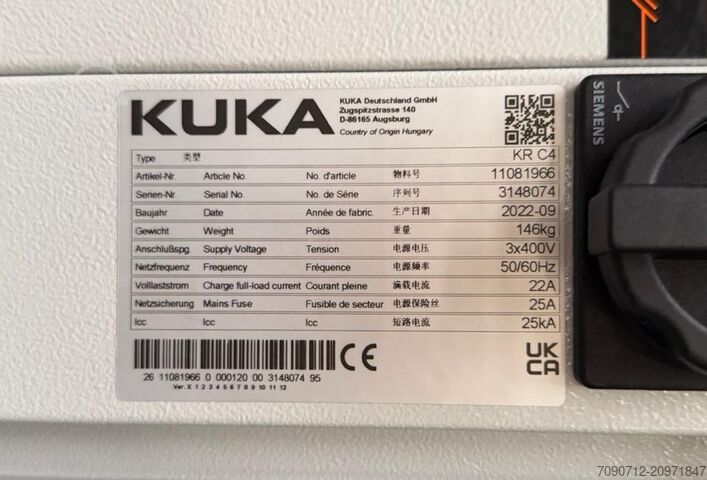 KUKA
KUKA Deutschland GmbH
Zugspitzstrasse 140
D-86165 Augsburg
Country of Origin Hungary
Type 类型 KR C4
Artikel-Nr. Article No. No. d'article 物料号 11081966
Serien-Nr. Serial No. No. de Série 序列号 3148074
Baujahr Date Année de fabric. 生产日期 2022-09
Gewicht Weight Poids 重量 146kg
Anschlußspg. Supply Voltage Tension 电源电压 3x400V
Netzfrequenz Frequency Fréquence 电源频率 50/60Hz
Volllaststrom Charge full-load current Courant pleine 满载电流 22A
Netzsicherung Mains Fuse Fusible de secteur 电源保险丝 25A
Icc Icc Icc 短路电流 25kA
CE
UK
CA
26 11081966 0 000120 00 3148074 95
Ver. X 1 2 3 4 5 6 7 8 9 10 11 12
SIEMENS
7090712-20971847